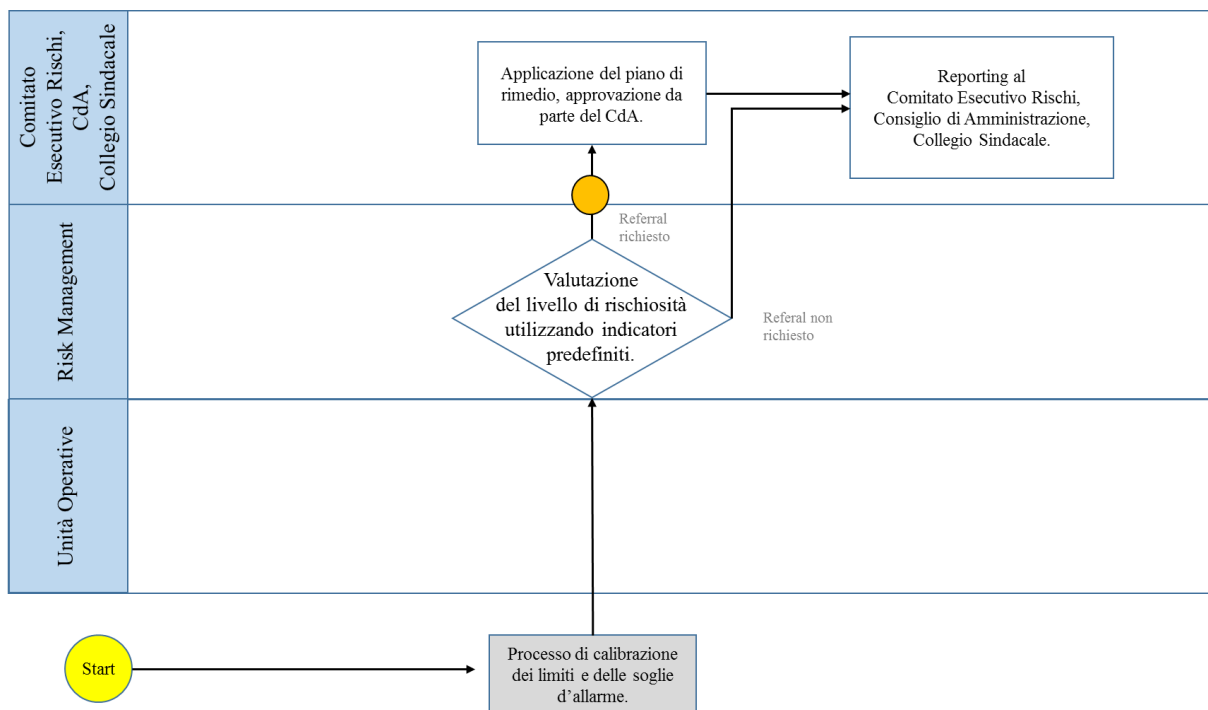 Comitato
Esecutivo Rischi,
CdA,
Collegio Sindacale
Applicazione del piano di
rimedio, approvazione da
parte del CdA.
Reporting al
Comitato Esecutivo Rischi,
Consiglio di Amministrazione,
Collegio Sindacale.
Risk Management
Referral
richiesto
Valutazione
del livello di rischiosità
utilizzando indicatori
predefiniti.
Referal non
richiesto
Unità Operative
Start
Processo di calibrazione
dei limiti e delle soglie
d’allarme.